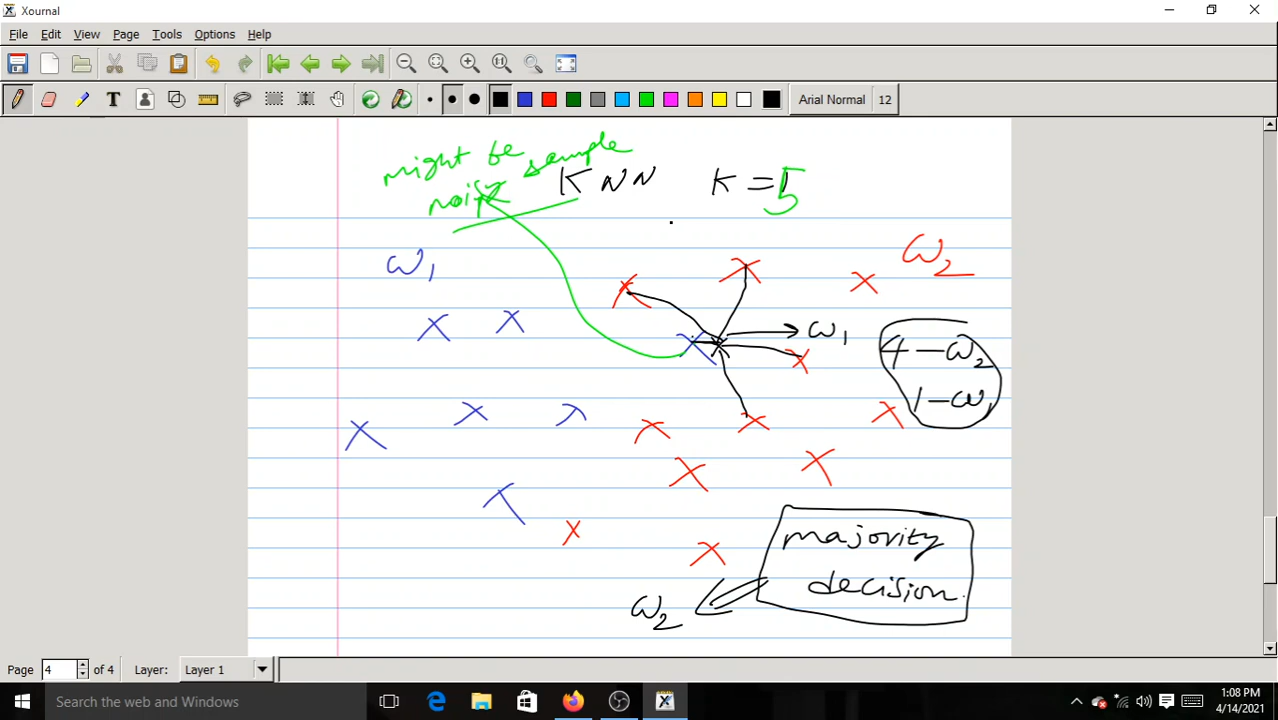 Xournal
File Edit View Page Tools Options Help
Arial Normal 12
might be
sample
noisy
KNN K = 5
ω1
ω2
ω1
4 – ω2
1 – ω1
majority
decision.
ω2
Page 4 of 4 Layer: Layer 1
Search the web and Windows
1:08 PM
4/14/2021